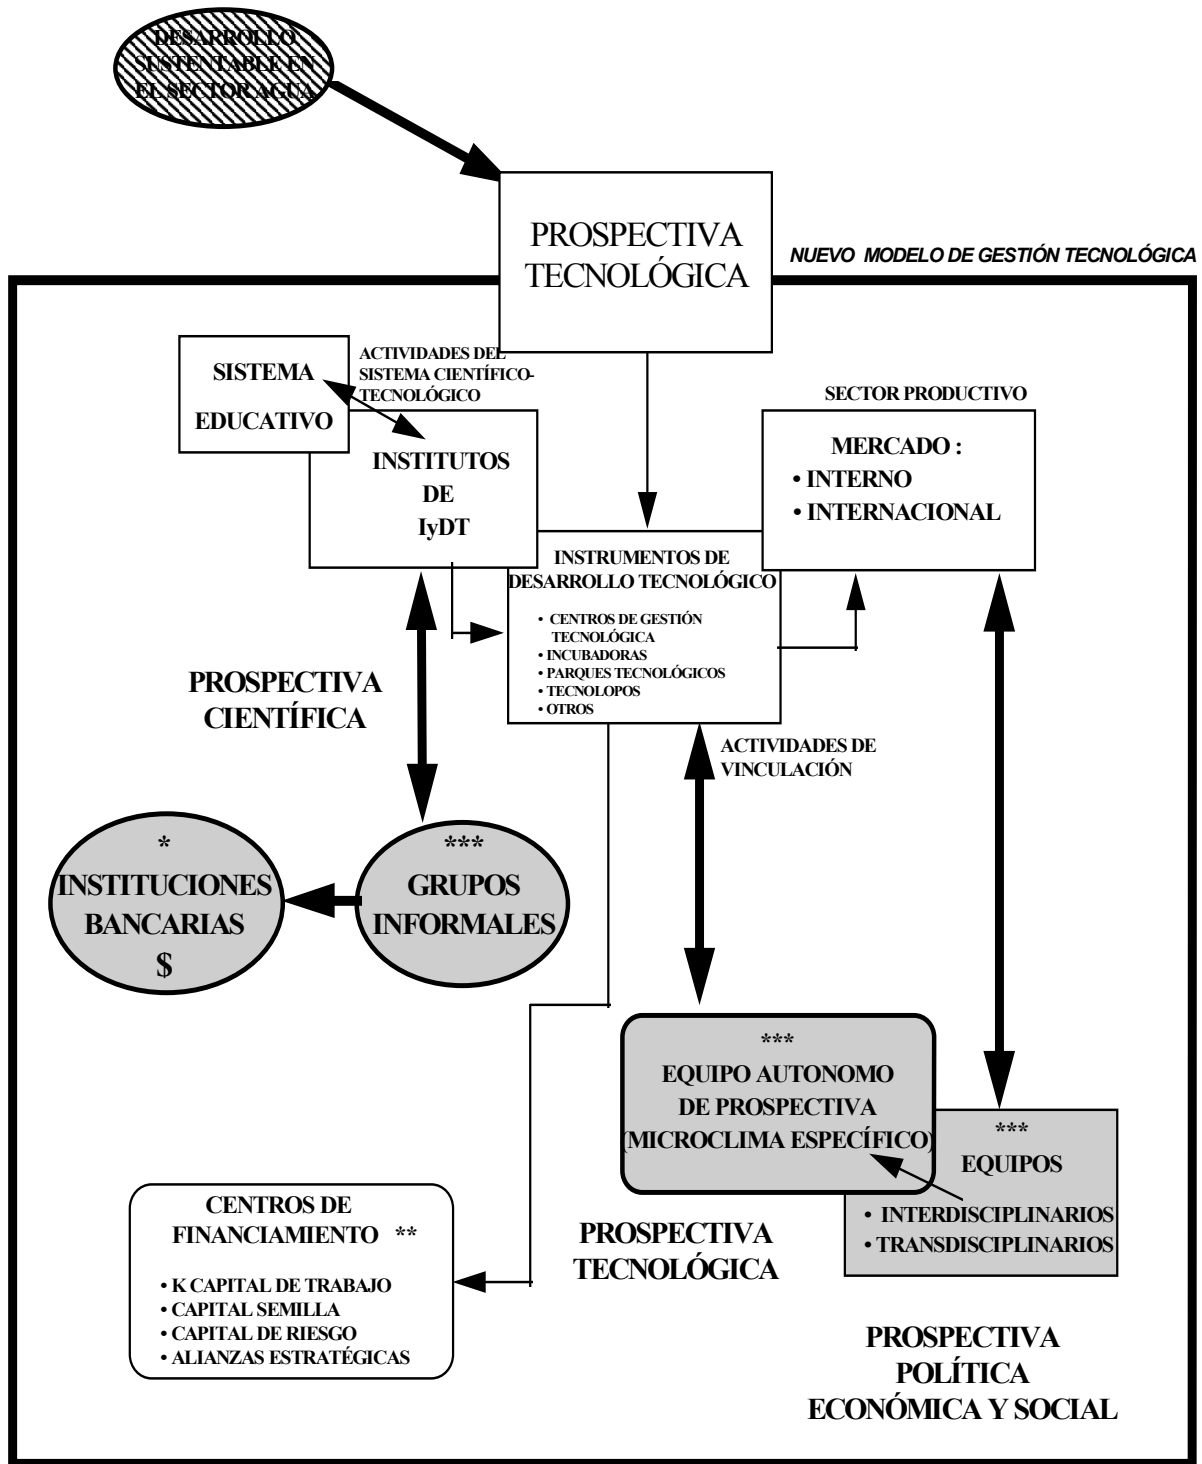 DESARROLLO
SUSTENTABLE EN
EL SECTOR AGUA
PROSPECTIVA
TECNOLÓGICA
NUEVO MODELO DE GESTIÓN TECNOLÓGICA
SISTEMA
EDUCATIVO
ACTIVIDADES DEL
SISTEMA CIENTÍFICO-
TECNOLÓGICO
INSTITUTOS
DE
IyDT
SECTOR PRODUCTIVO
MERCADO :
• INTERNO
• INTERNACIONAL
INSTRUMENTOS DE
DESARROLLO TECNOLÓGICO
• CENTROS DE GESTIÓN
TECNOLÓGICA
• INCUBADORAS
• PARQUES TECNOLÓGICOS
• TECNOLOPOS
• OTROS
PROSPECTIVA
CIENTÍFICA
ACTIVIDADES DE
VINCULACIÓN
*
INSTITUCIONES
BANCARIAS
$
***
GRUPOS
INFORMALES
***
EQUIPO AUTONOMO
DE PROSPECTIVA
(MICROCLIMA ESPECÍFICO)
***
EQUIPOS
• INTERDISCIPLINARIOS
• TRANSDISCIPLINARIOS
CENTROS DE
FINANCIAMIENTO **
• K CAPITAL DE TRABAJO
• CAPITAL SEMILLA
• CAPITAL DE RIESGO
• ALIANZAS ESTRATÉGICAS
PROSPECTIVA
TECNOLÓGICA
PROSPECTIVA
POLÍTICA
ECONÓMICA Y SOCIAL